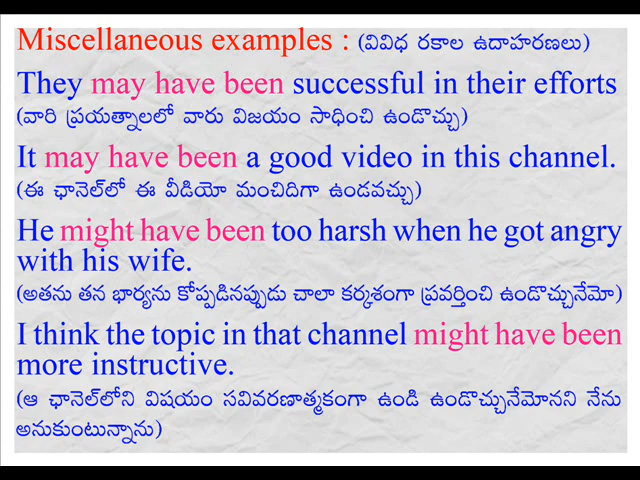 Miscellaneous examples : (వివిధ రకాల ఉదాహరణలు)
They may have been successful in their efforts
(వారి ప్రయత్నాలలో వారు విజయం సాధించి ఉండొచ్చు)
It may have been a good video in this channel.
(ఈ ఛానెల్‌లో ఈ వీడియో మంచిదిగా ఉండవచ్చు)
He might have been too harsh when he got angry
with his wife.
(అతను తన భార్యను కోప్పడినప్పుడు చాలా కర్కశంగా ప్రవర్తించి ఉండొచ్చునేమో)
I think the topic in that channel might have been
more instructive.
(ఆ ఛానెల్‌లోని విషయం సవివరణాత్మకంగా ఉండి ఉండొచ్చునేమోనని నేను
అనుకుంటున్నాను)